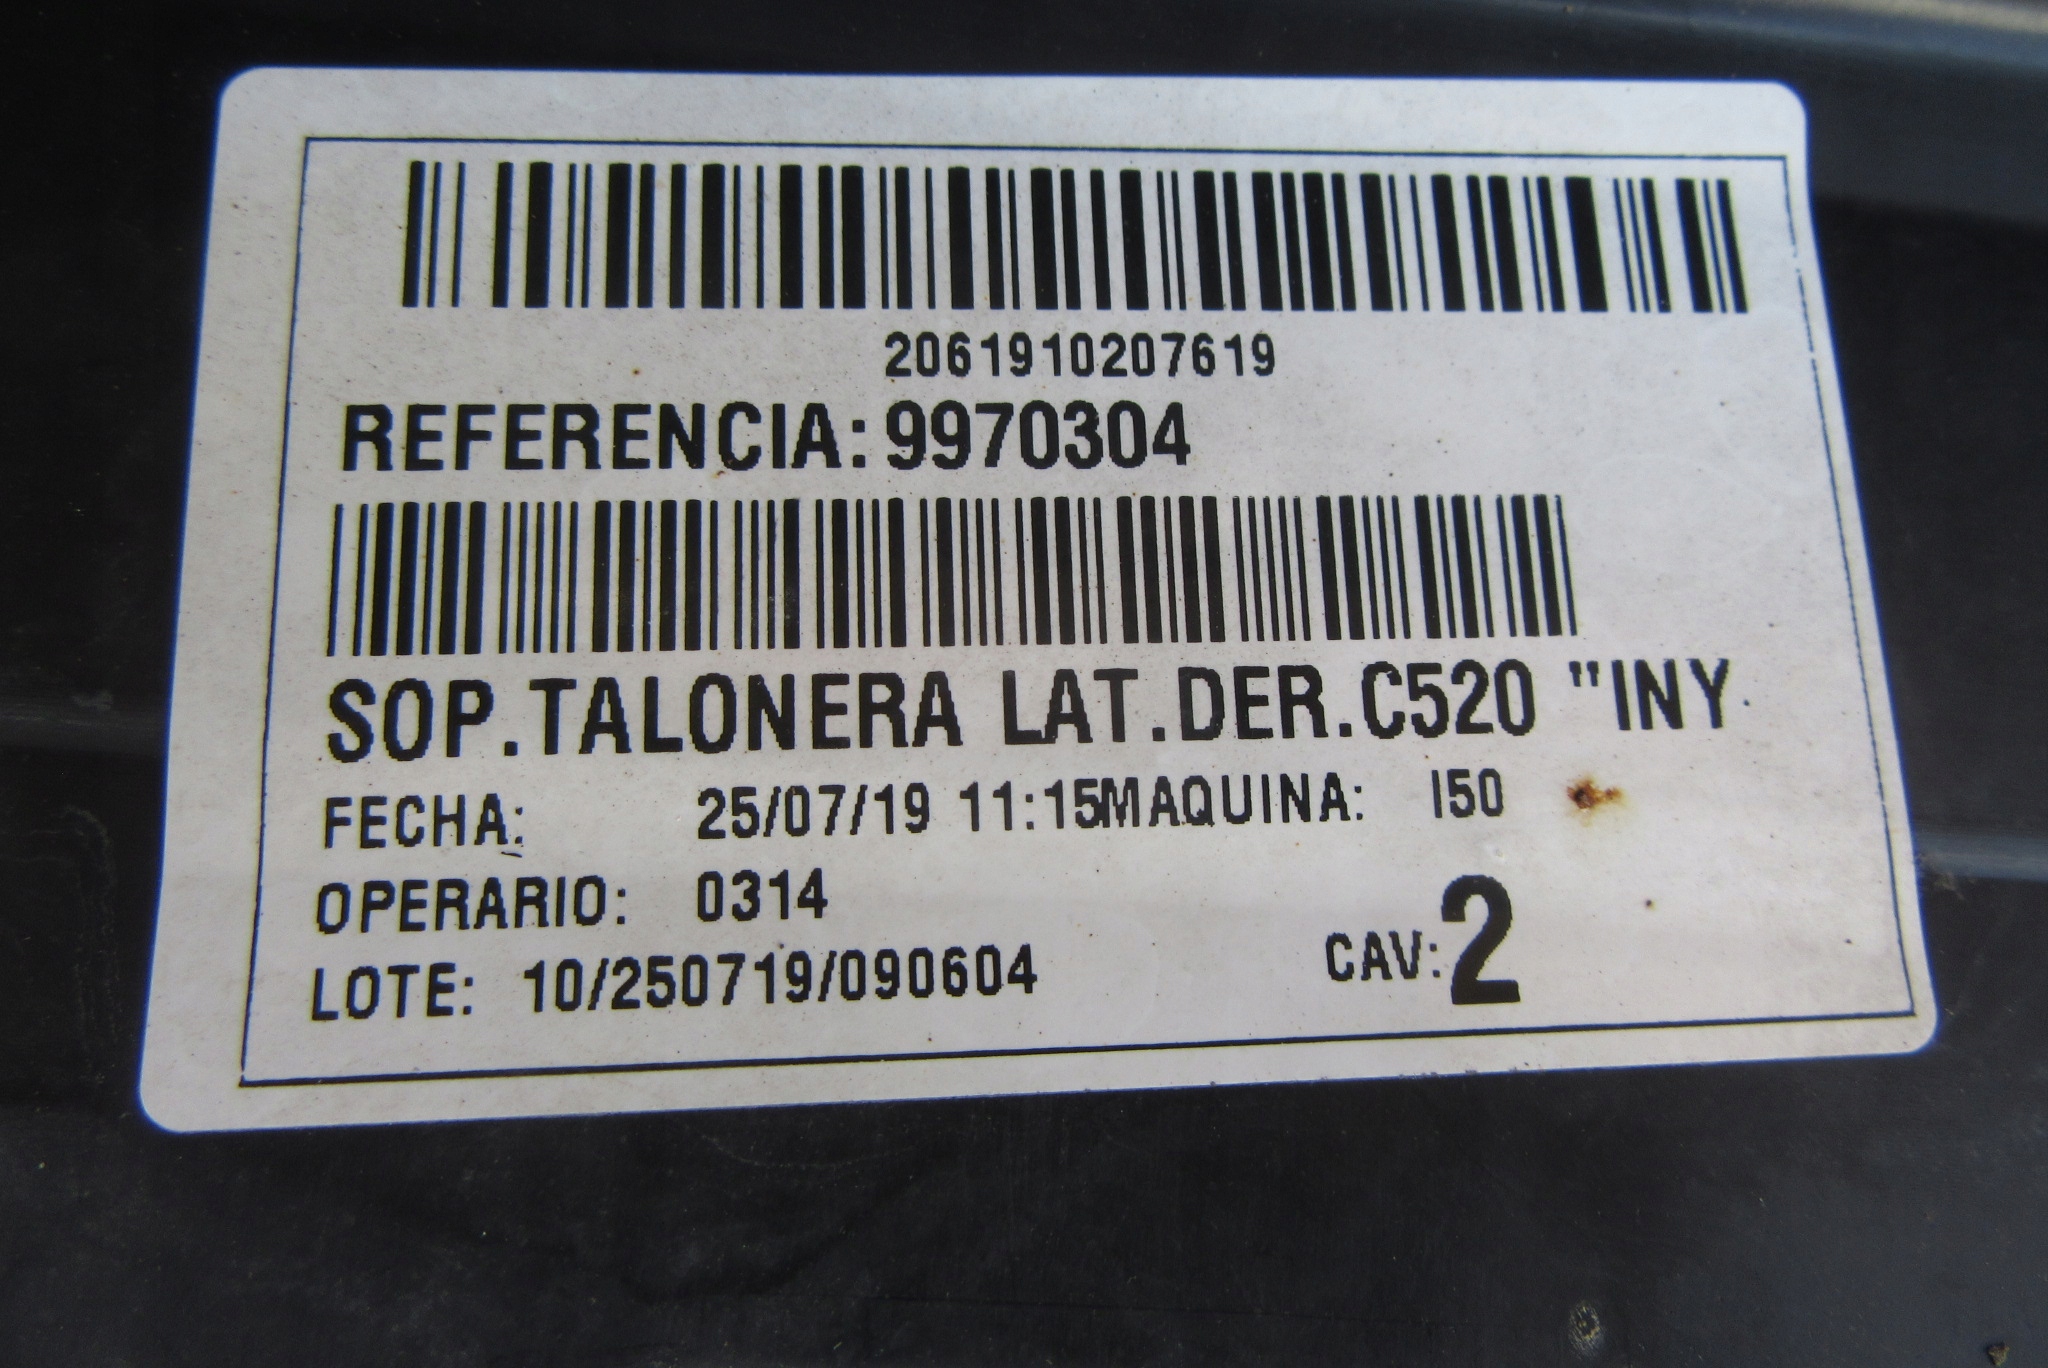 2061910207619
REFERENCIA: 9970304
SOP.TALONERA LAT.DER.C520 "INY
FECHA: 25/07/19 11:15MAQUINA: I50
OPERARIO: 0314
CAV:2
LOTE: 10/250719/090604